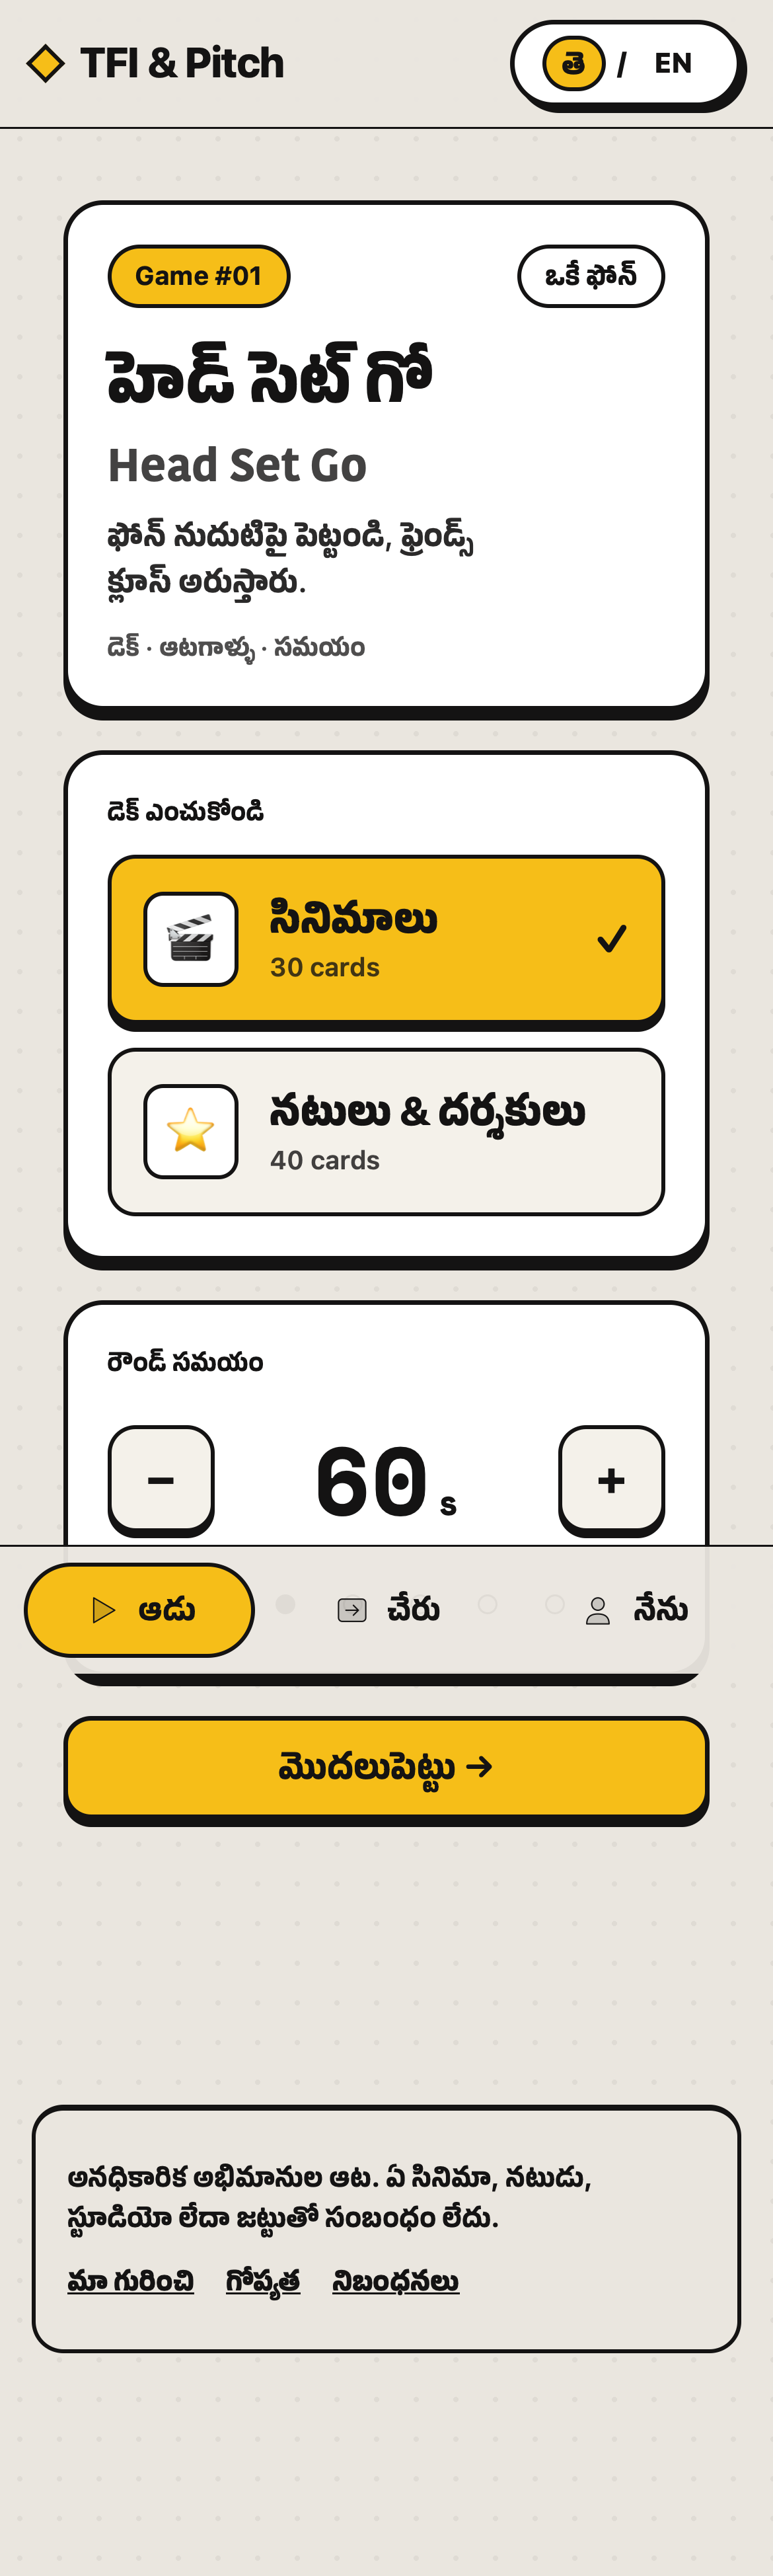 TFI & Pitch
తె / EN
Game #01
ఒకే ఫోన్
హెడ్ సెట్ గో
Head Set Go
ఫోన్ నుదుటిపై పెట్టండి, ఫ్రెండ్స్
క్లూస్ అరుస్తారు.
డెక్ · ఆటగాళ్ళు · సమయం
డెక్ ఎంచుకోండి
సినిమాలు
30 cards
నటులు & దర్శకులు
40 cards
రౌండ్ సమయం
− 60 s +
ఆడు
చేరు
నేను
మొదలుపెట్టు →
అనధికారిక అభిమానుల ఆట. ఏ సినిమా, నటుడు,
స్టూడియో లేదా జట్టుతో సంబంధం లేదు.
మా గురించి గోప్యత నిబంధనలు